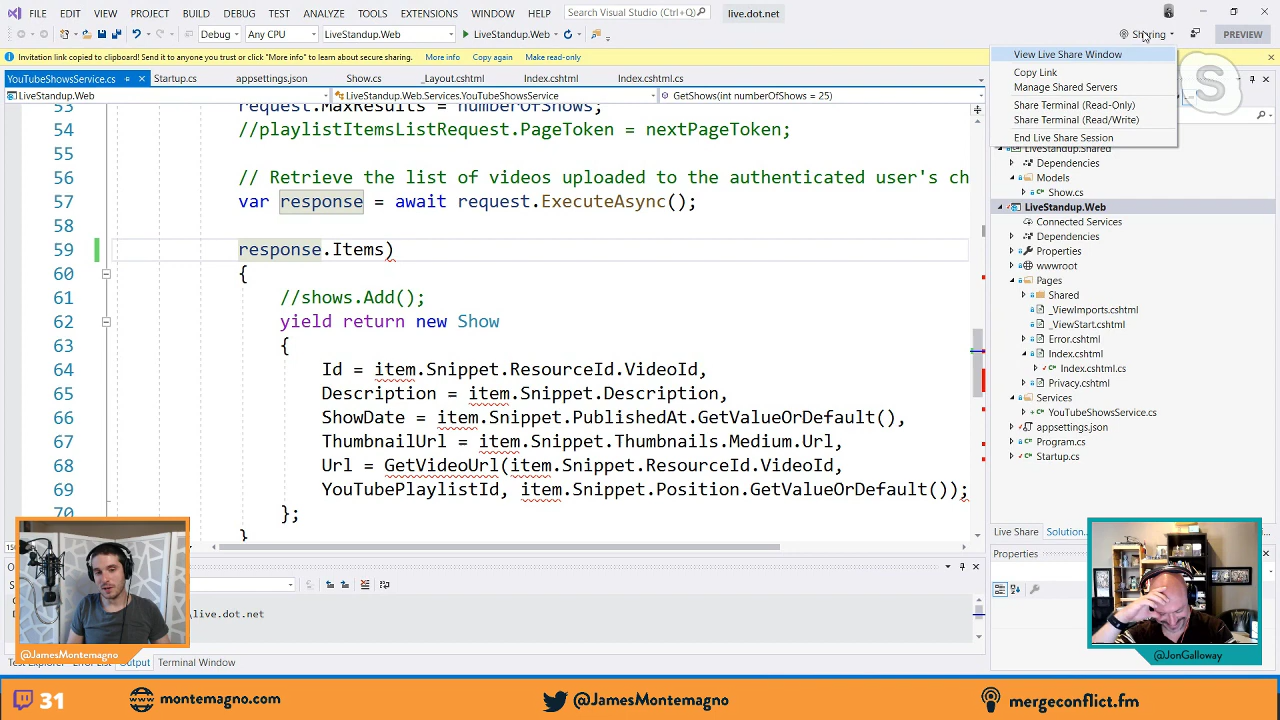 FILE EDIT VIEW PROJECT BUILD DEBUG TEST ANALYZE TOOLS EXTENSIONS WINDOW HELP Search Visual Studio (Ctrl+Q) live.dot.net
Debug Any CPU LiveStandup.Web LiveStandup.Web Sharing PREVIEW
Invitation link copied to clipboard! Send it to anyone you trust or click "More info" to learn about secure sharing. More info Copy again Make read-only
View Live Share Window
Copy Link
Manage Shared Servers
Share Terminal (Read-Only)
Share Terminal (Read/Write)
End Live Share Session
YouTubeShowsService.cs Startup.cs appsettings.json Show.cs _Layout.cshtml Index.cshtml Index.cshtml.cs
LiveStandup.Web LiveStandup.Web.Services.YouTubeShowsService GetShows(int numberOfShows = 25)
53 request.MaxResults = numberOfShows;
54 //playlistItemsListRequest.PageToken = nextPageToken;
55
56 // Retrieve the list of videos uploaded to the authenticated user's ch
57 var response = await request.ExecuteAsync();
58
59 response.Items)
60 {
61 //shows.Add();
62 yield return new Show
63 {
64 Id = item.Snippet.ResourceId.VideoId,
65 Description = item.Snippet.Description,
66 ShowDate = item.Snippet.PublishedAt.GetValueOrDefault(),
67 ThumbnailUrl = item.Snippet.Thumbnails.Medium.Url,
68 Url = GetVideoUrl(item.Snippet.ResourceId.VideoId,
69 YouTubePlaylistId, item.Snippet.Position.GetValueOrDefault());
70 };
}
LiveStandup.Shared
Dependencies
Models
Show.cs
LiveStandup.Web
Connected Services
Dependencies
Properties
wwwroot
Pages
Shared
_ViewImports.cshtml
_ViewStart.cshtml
Error.cshtml
Index.cshtml
Index.cshtml.cs
Privacy.cshtml
Services
YouTubeShowsService.cs
appsettings.json
Program.cs
Startup.cs
Live Share Solution...
Properties
\live.dot.net
Output Terminal Window
@JamesMontemagno
@JonGalloway
31 montemagno.com @JamesMontemagno mergeconflict.fm